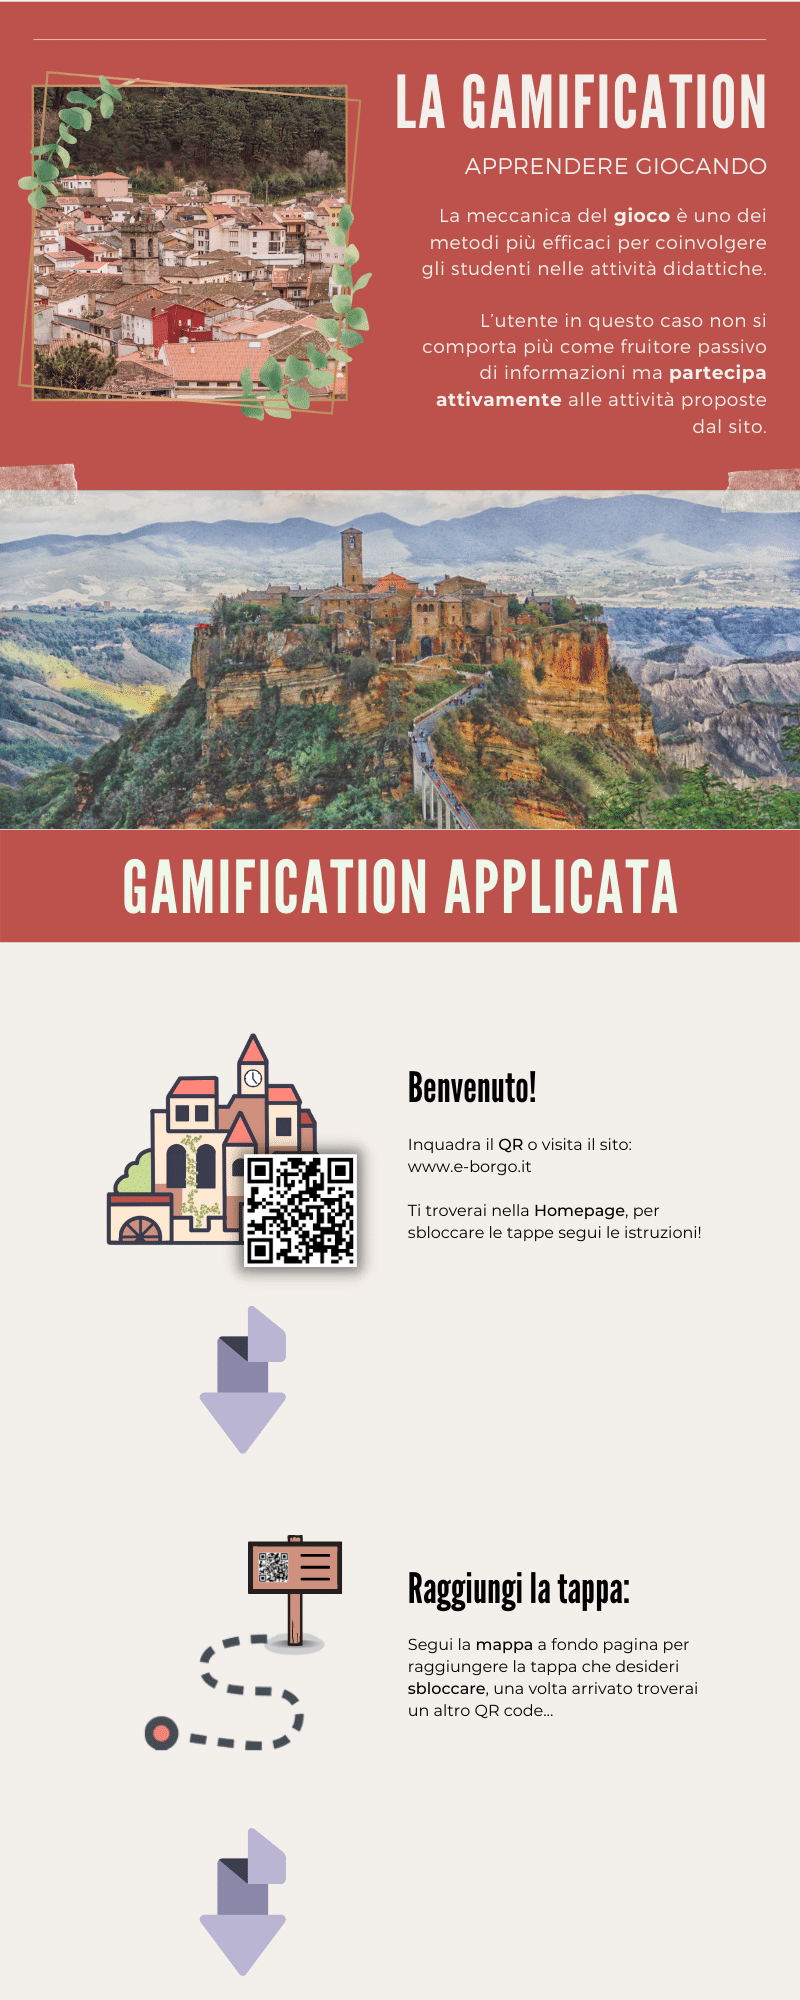 LA GAMIFICATION
APPRENDERE GIOCANDO
La meccanica del gioco è uno dei
metodi più efficaci per coinvolgere
gli studenti nelle attività didattiche.
L'utente in questo caso non si
comporta più come fruitore passivo
di informazioni ma partecipa
attivamente alle attività proposte
dal sito.
GAMIFICATION APPLICATA
Benvenuto!
Inquadra il QR o visita il sito:
www.e-borgo.it
Ti troverai nella Homepage, per
sbloccare le tappe segui le istruzioni!
Raggiungi la tappa:
Segui la mappa a fondo pagina per
raggiungere la tappa che desideri
sbloccare, una volta arrivato troverai
un altro QR code...